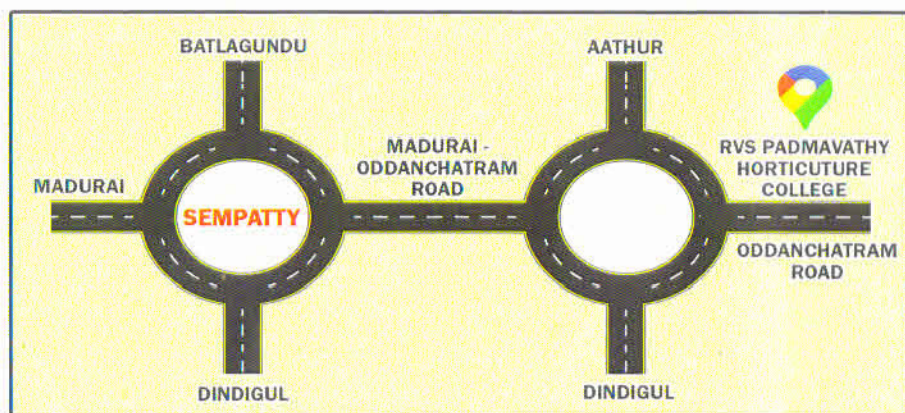 BATLAGUNDU
AATHUR
MADURAI
SEMPATTY
MADURAI -
ODDANCHATRAM
ROAD
RVS PADMAVATHY
HORTICUTURE
COLLEGE
ODDANCHATRAM
ROAD
DINDIGUL
DINDIGUL